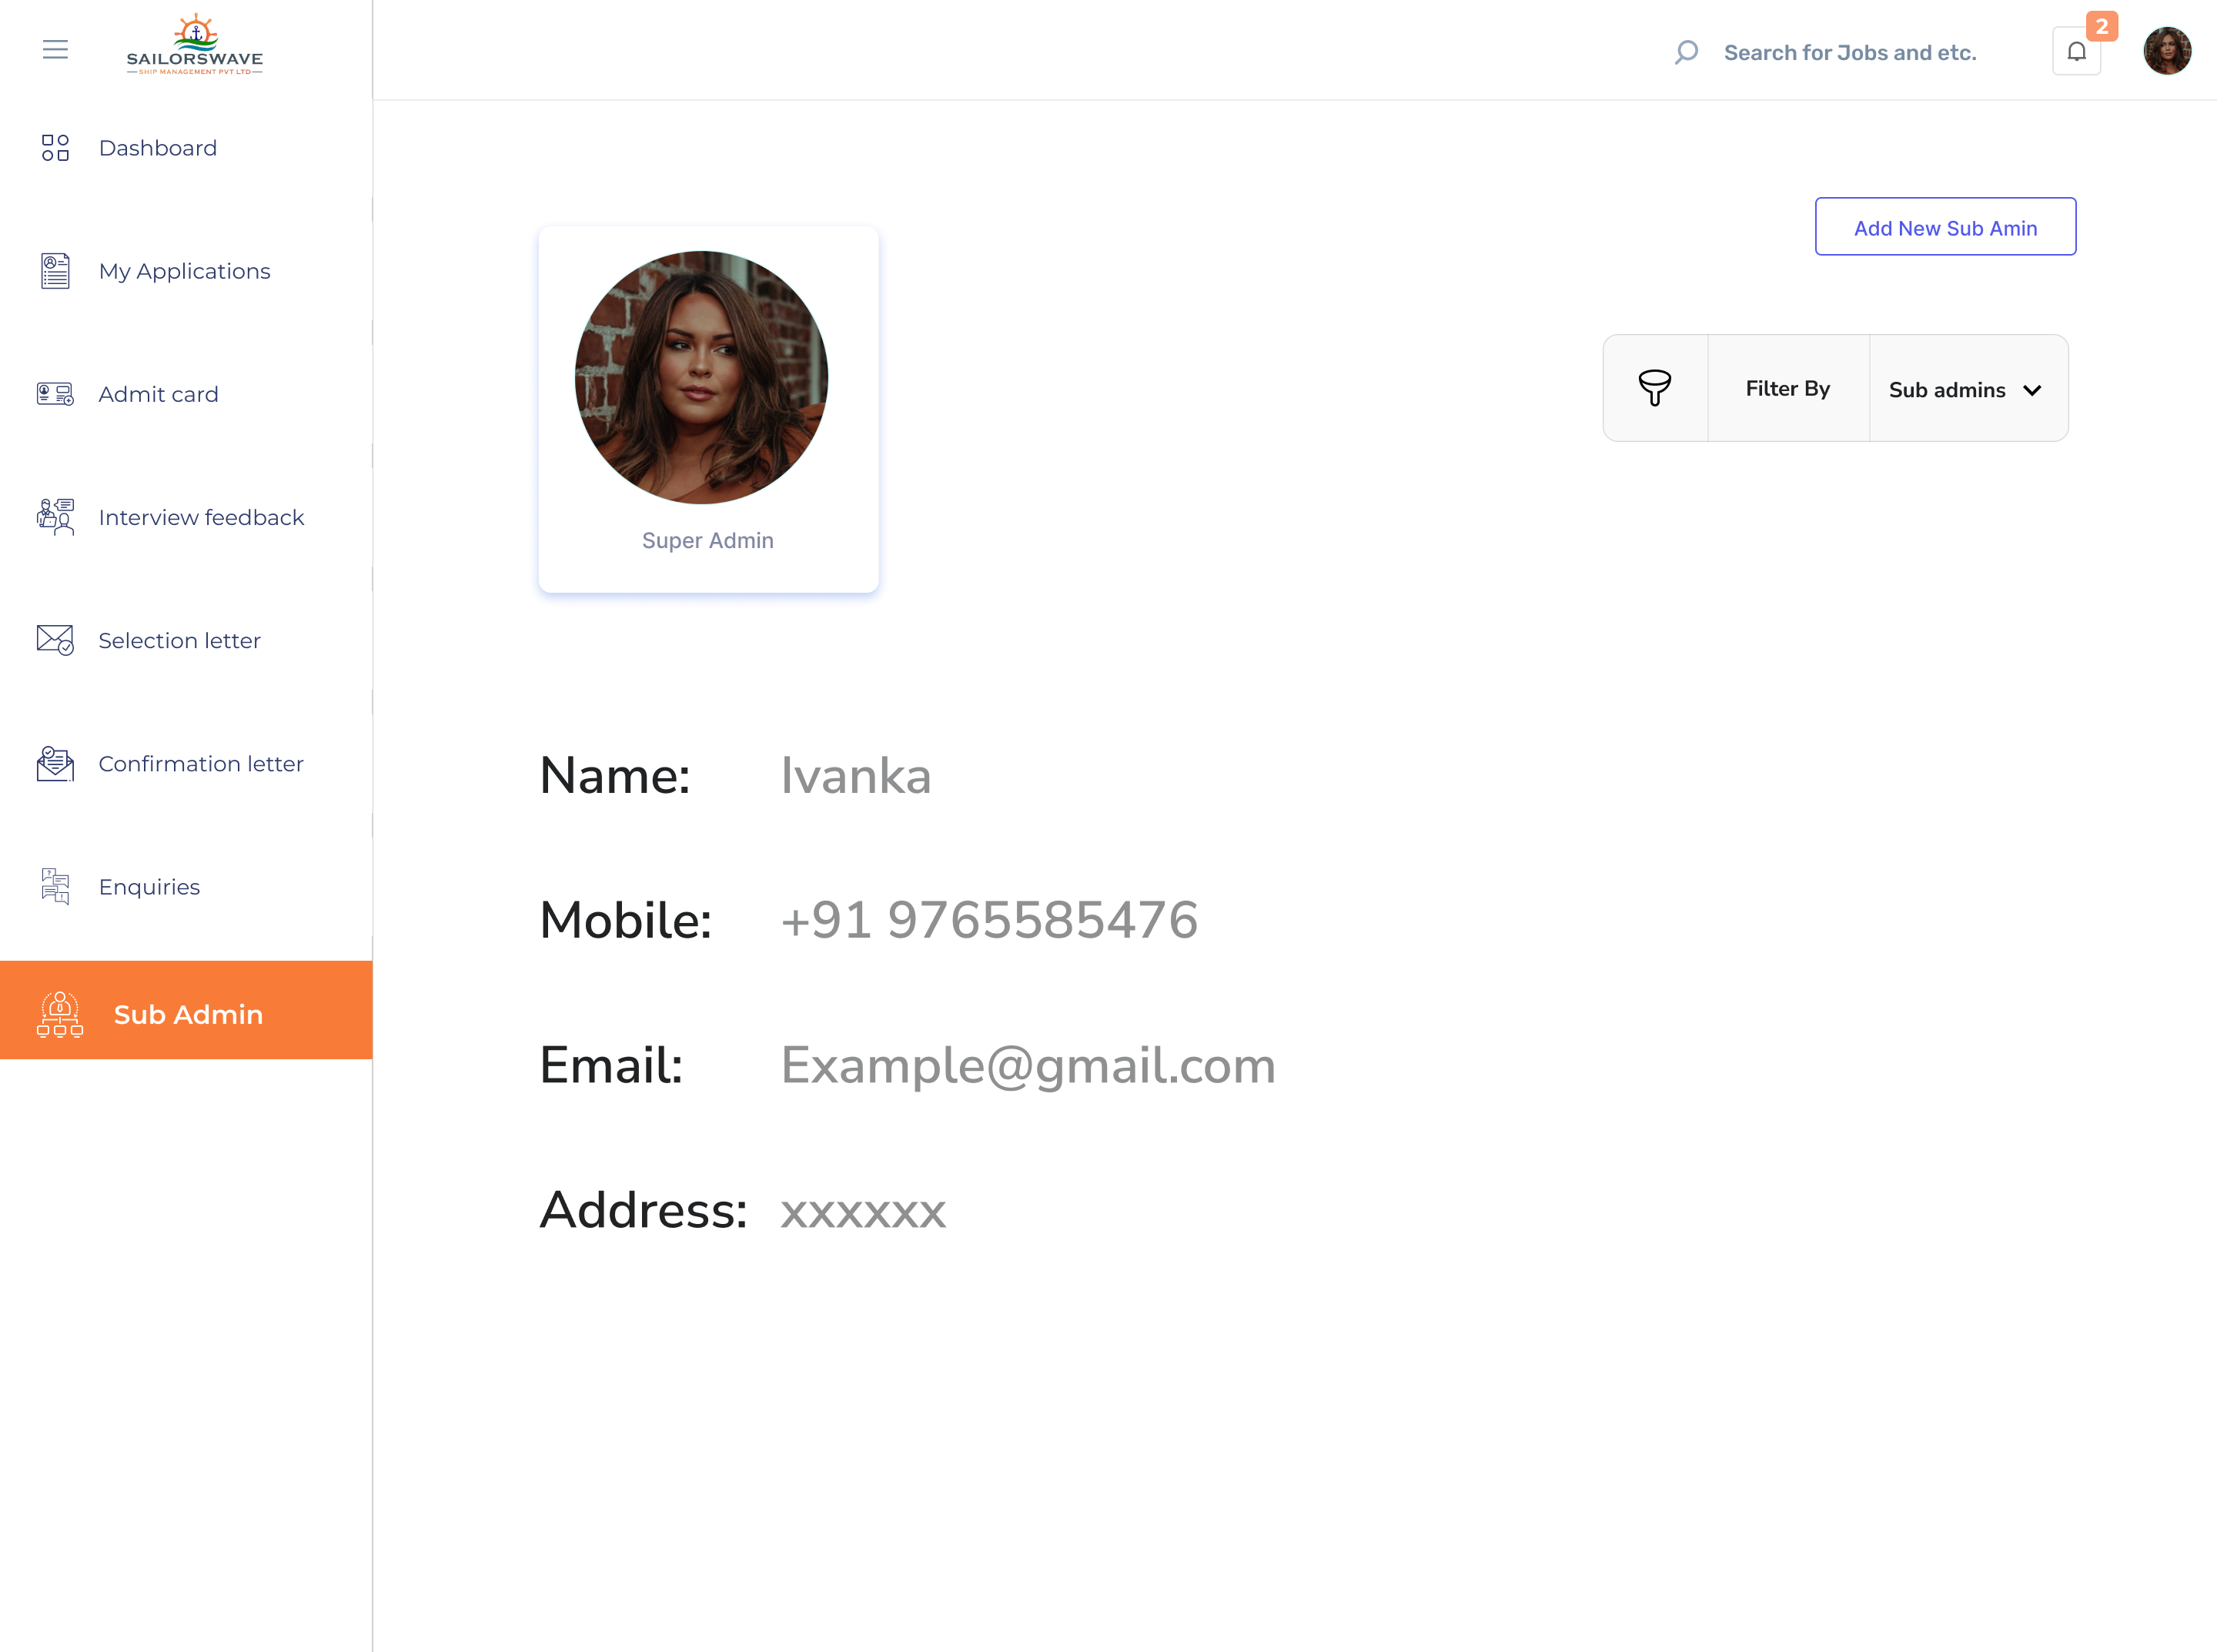 SAILORSWAVE
SHIP MANAGEMENT PVT LTD
Search for Jobs and etc.
2
Dashboard
My Applications
Admit card
Interview feedback
Selection letter
Confirmation letter
Enquiries
Sub Admin
Add New Sub Amin
Filter By
Sub admins
Super Admin
Name: Ivanka
Mobile: +91 9765585476
Email: Example@gmail.com
Address: xxxxxx